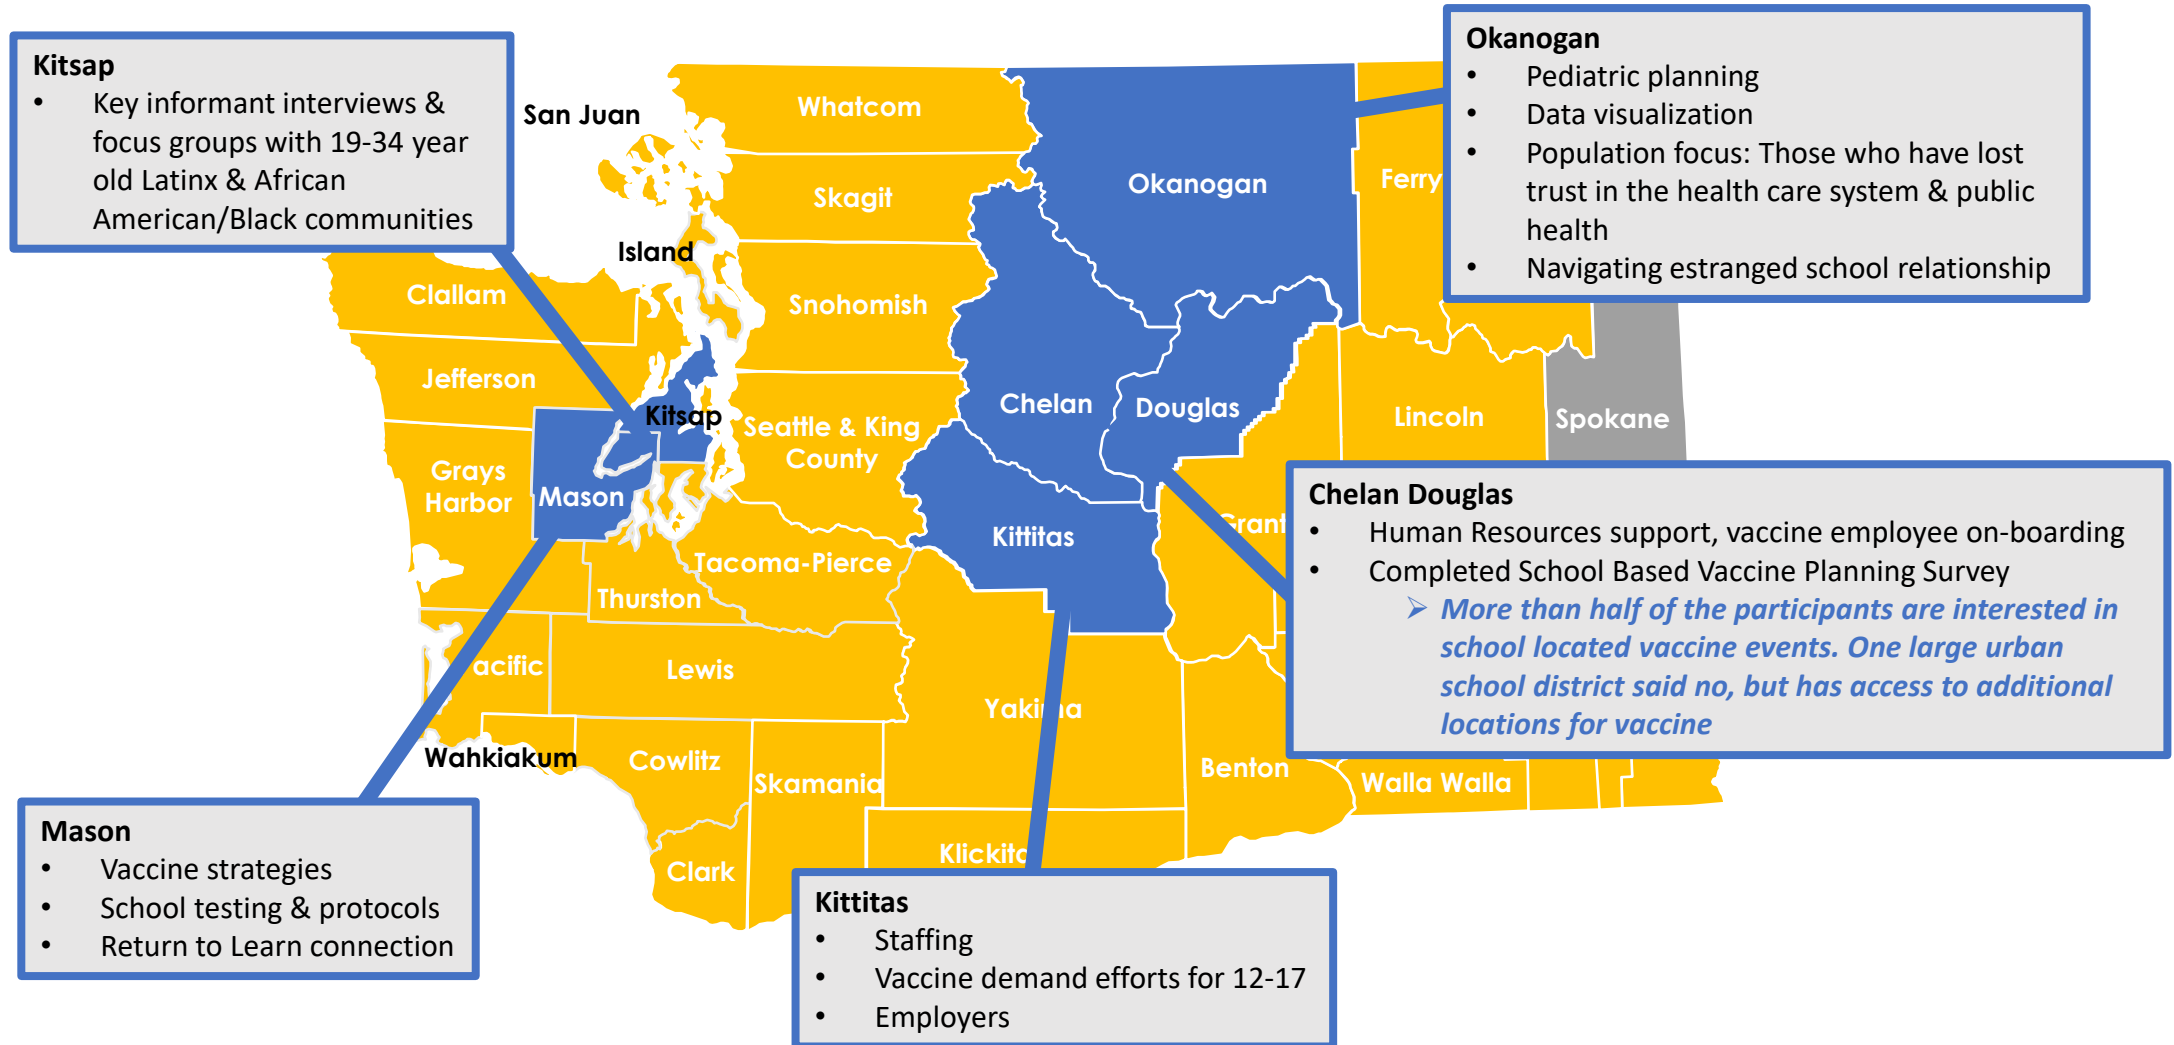 Kitsap
• Key informant interviews &
focus groups with 19-34 year
old Latinx & African
American/Black communities
Okanogan
• Pediatric planning
• Data visualization
• Population focus: Those who have lost
trust in the health care system & public
health
• Navigating estranged school relationship
San Juan
Whatcom
Skagit
Okanogan
Ferry
Island
Clallam
Snohomish
Jefferson
Chelan
Douglas
Lincoln
Spokane
Kitsap
Seattle & King
County
Grays
Harbor
Mason
Kittitas
Grant
Tacoma-Pierce
Thurston
Chelan Douglas
• Human Resources support, vaccine employee on-boarding
• Completed School Based Vaccine Planning Survey
➢ More than half of the participants are interested in
school located vaccine events. One large urban
school district said no, but has access to additional
locations for vaccine
acific
Lewis
Yakima
Wahkiakum
Cowlitz
Skamania
Benton
Walla Walla
Clark
Klickita
Mason
• Vaccine strategies
• School testing & protocols
• Return to Learn connection
Kittitas
• Staffing
• Vaccine demand efforts for 12-17
• Employers